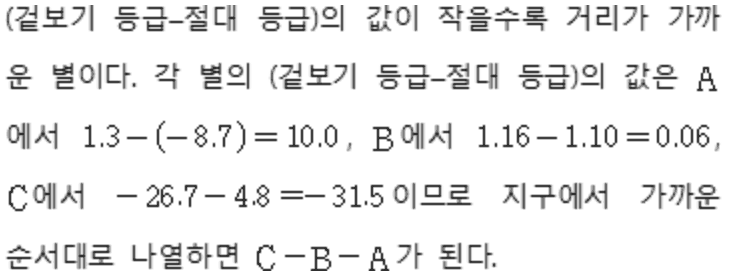 (겉보기 등급–절대 등급)의 값이 작을수록 거리가 가까
운 별이다. 각 별의 (겉보기 등급–절대 등급)의 값은 A
에서 1.3−(−8.7)=10.0, B에서 1.16−1.10=0.06,
C에서 −26.7−4.8=−31.5이므로 지구에서 가까운
순서대로 나열하면 C−B−A가 된다.